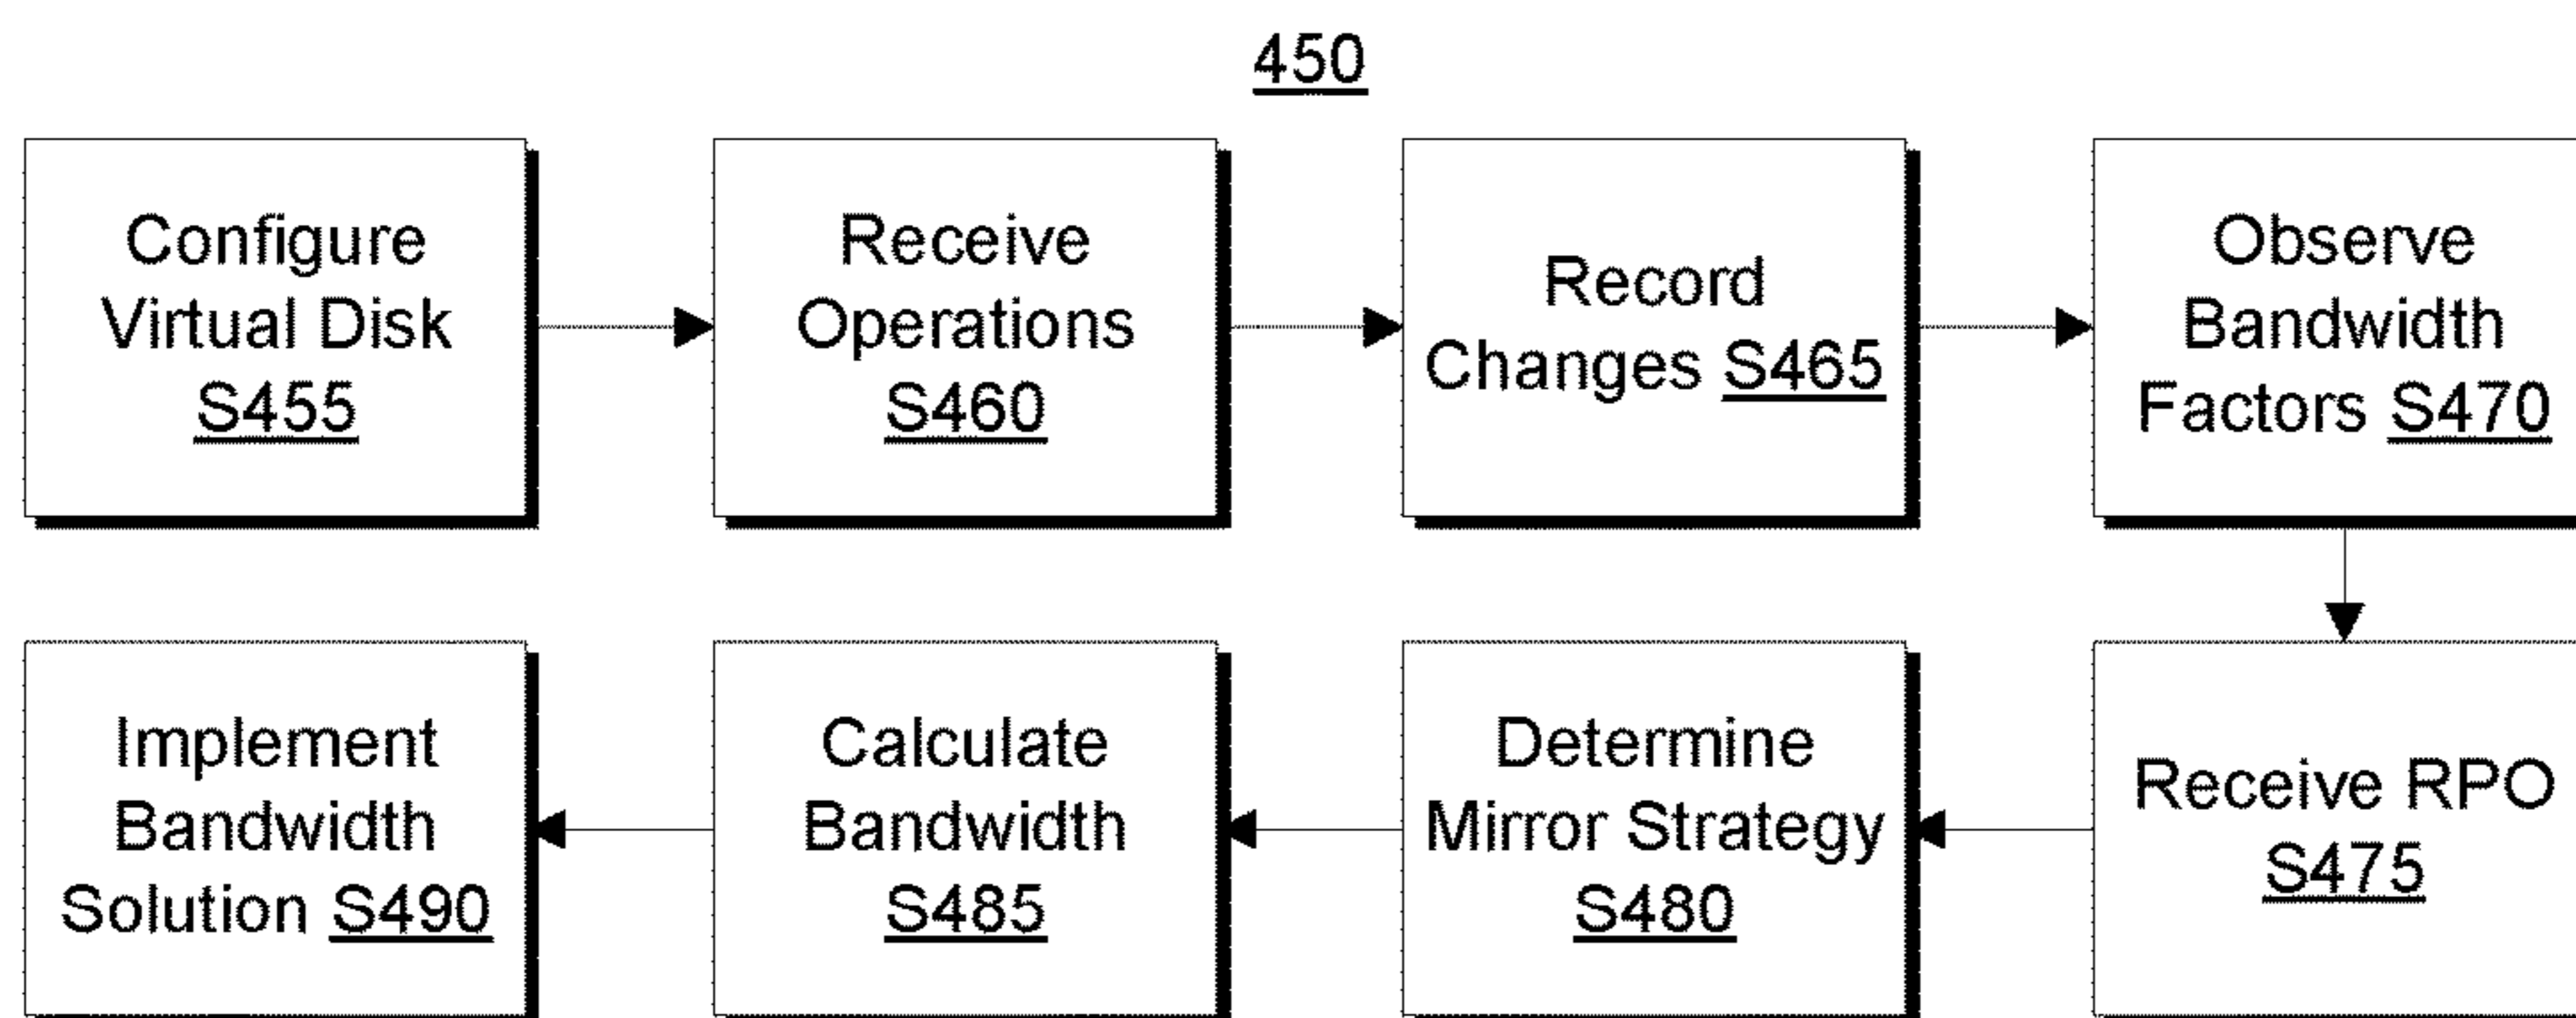 450
Configure
Virtual Disk
S455
Receive
Operations
S460
Record
Changes S465
Observe
Bandwidth
Factors S470
Receive RPO
S475
Determine
Mirror Strategy
S480
Calculate
Bandwidth
S485
Implement
Bandwidth
Solution S490